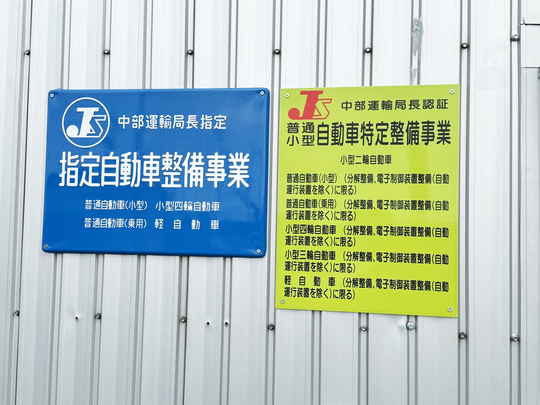 JS 中部運輸局長指定
指定自動車整備事業
普通自動車(小型) 小型四輪自動車
普通自動車(乗用) 軽自動車
JS 中部運輸局長認証
普通 小型 自動車特定整備事業
小型二輪自動車
普通自動車(小型) (分解整備、電子制御装置整備(自動
運行装置を除く)に限る)
普通自動車(乗用) (分解整備、電子制御装置整備(自動
運行装置を除く)に限る)
小型四輪自動車 (分解整備、電子制御装置整備(自動
運行装置を除く)に限る)
小型三輪自動車 (分解整備、電子制御装置整備(自動
運行装置を除く)に限る)
軽自動車 (分解整備、電子制御装置整備(自動
運行装置を除く)に限る)